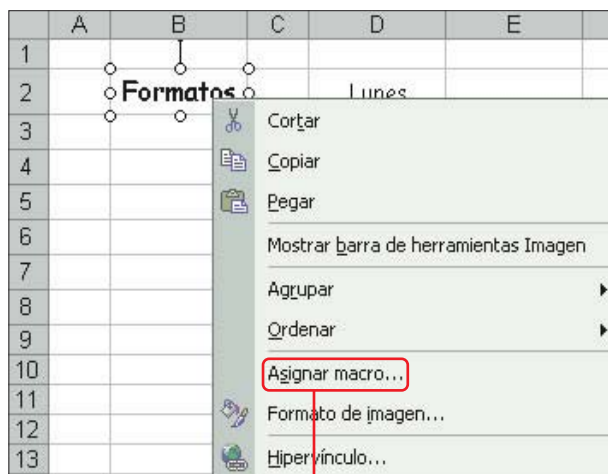 A B C D E
1
2 Formatos Lunes
3 Cortar
4 Copiar
5 Pegar
6 Mostrar barra de herramientas Imagen
7
8 Agrupar
9 Ordenar
10 Asignar macro...
11
12 Formato de imagen...
13 Hipervínculo...